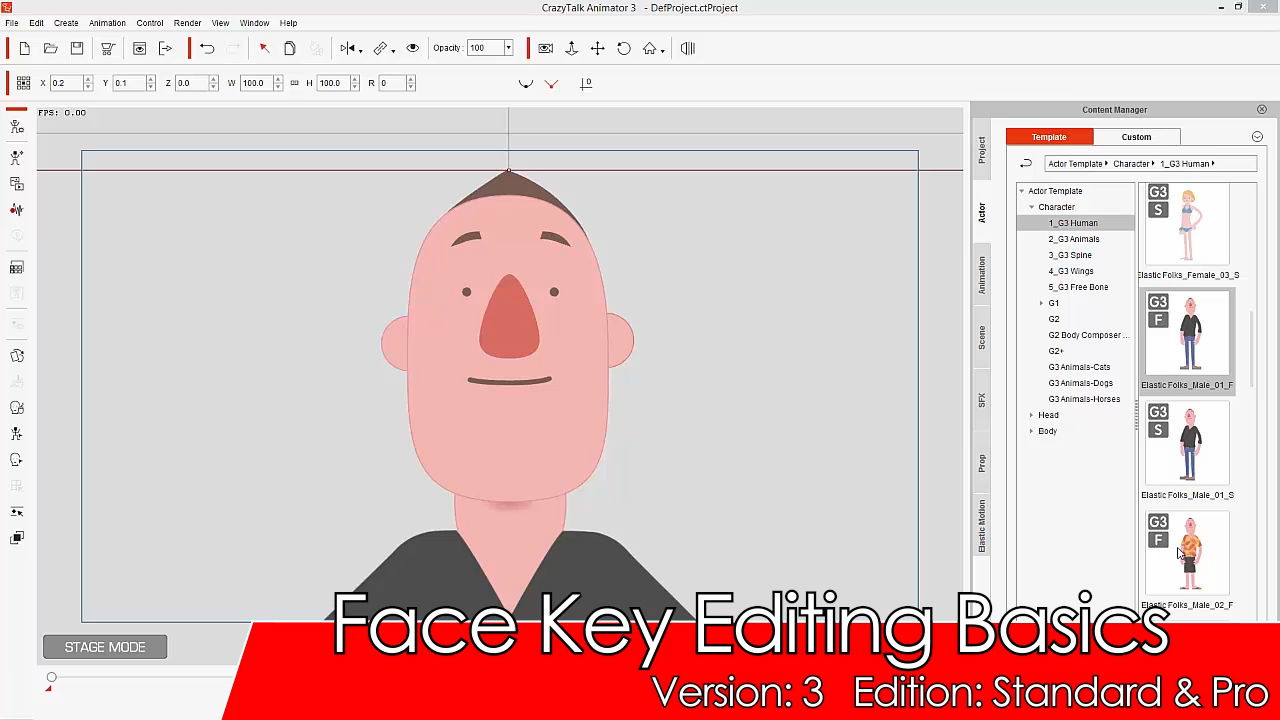 CrazyTalk Animator 3 - DefProject.ctProject
File Edit Create Animation Control Render View Window Help
Opacity : 100
X 0.2 Y 0.1 Z 0.0 W 100.0 H 100.0 R 0
FPS: 0.00
Content Manager
Template Custom
Actor Template Character 1_G3 Human
Project
Actor
Animation
Scene
SFX
Prop
Elastic Motion
Actor Template
Character
1_G3 Human
2_G3 Animals
3_G3 Spine
4_G3 Wings
5_G3 Free Bone
G1
G2
G2 Body Composer ...
G2+
G3 Animals-Cats
G3 Animals-Dogs
G3 Animals-Horses
Head
Body
G3
S
Elastic Folks_Female_03_S
G3
F
Elastic Folks_Male_01_F
G3
S
Elastic Folks_Male_01_S
G3
F
Elastic Folks_Male_02_F
STAGE MODE
Face Key Editing Basics
Version: 3 Edition: Standard & Pro